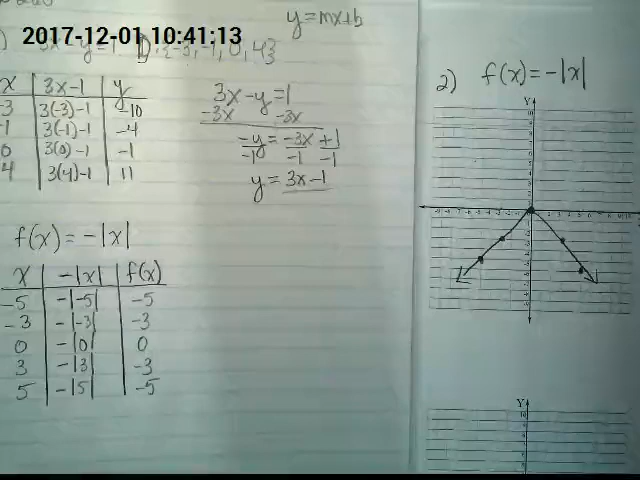 2017-12-01 10:41:13
y=mx+b
3x-y=1 D: {-3,-1,0,4}
x | 3x-1 | y
-3 | 3(-3)-1 | -10
-1 | 3(-1)-1 | -4
0 | 3(0)-1 | -1
4 | 3(4)-1 | 11
3x-y=1
-3x -3x
-y = -3x +1
-1 -1 -1
y = 3x-1
f(x)=-|x|
x | -|x| | f(x)
-5 | -|-5| | -5
-3 | -|-3| | -3
0 | -|0| | 0
3 | -|3| | -3
5 | -|5| | -5
2) f(x)=-|x|
Y
Y
10